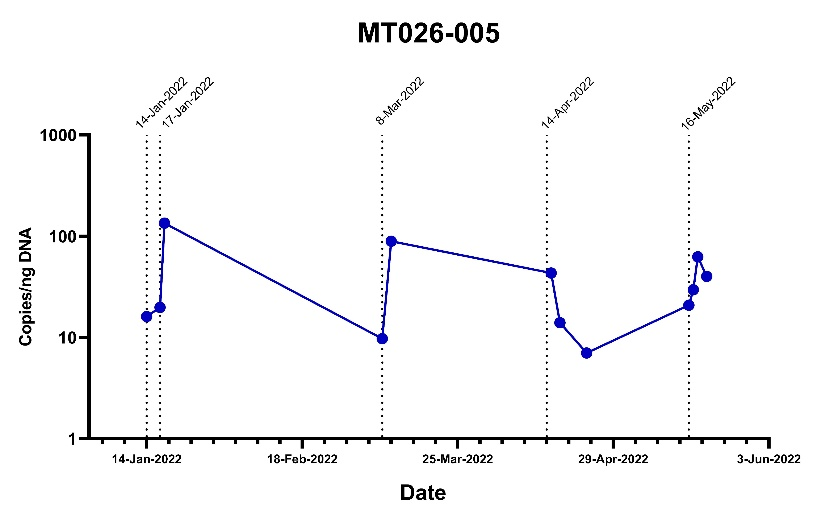 MT026-005
14-Jan-2022
17-Jan-2022
8-Mar-2022
14-Apr-2022
16-May-2022
1000
100
10
1
Copies/ng DNA
14-Jan-2022 18-Feb-2022 25-Mar-2022 29-Apr-2022 3-Jun-2022
Date